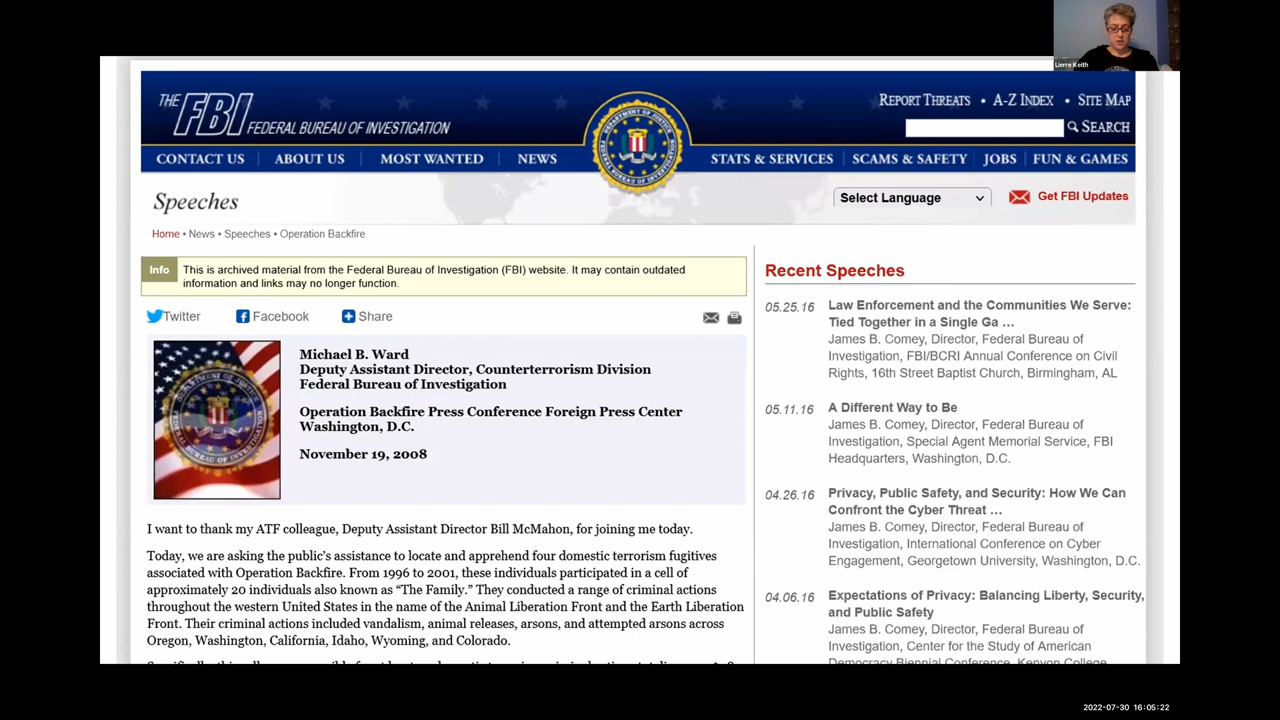 Lierre Keith
THE FBI FEDERAL BUREAU OF INVESTIGATION
REPORT THREATS • A-Z INDEX • SITE MAP
SEARCH
CONTACT US ABOUT US MOST WANTED NEWS STATS & SERVICES SCAMS & SAFETY JOBS FUN & GAMES
Speeches
Select Language
Get FBI Updates
Home • News • Speeches • Operation Backfire
Info
This is archived material from the Federal Bureau of Investigation (FBI) website. It may contain outdated
information and links may no longer function.
Twitter Facebook Share
Michael B. Ward
Deputy Assistant Director, Counterterrorism Division
Federal Bureau of Investigation
Operation Backfire Press Conference Foreign Press Center
Washington, D.C.
November 19, 2008
I want to thank my ATF colleague, Deputy Assistant Director Bill McMahon, for joining me today.
Today, we are asking the public's assistance to locate and apprehend four domestic terrorism fugitives
associated with Operation Backfire. From 1996 to 2001, these individuals participated in a cell of
approximately 20 individuals also known as “The Family.” They conducted a range of criminal actions
throughout the western United States in the name of the Animal Liberation Front and the Earth Liberation
Front. Their criminal actions included vandalism, animal releases, arsons, and attempted arsons across
Oregon, Washington, California, Idaho, Wyoming, and Colorado.
Recent Speeches
05.25.16 Law Enforcement and the Communities We Serve:
Tied Together in a Single Ga ...
James B. Comey, Director, Federal Bureau of
Investigation, FBI/BCRI Annual Conference on Civil
Rights, 16th Street Baptist Church, Birmingham, AL
05.11.16 A Different Way to Be
James B. Comey, Director, Federal Bureau of
Investigation, Special Agent Memorial Service, FBI
Headquarters, Washington, D.C.
04.26.16 Privacy, Public Safety, and Security: How We Can
Confront the Cyber Threat ...
James B. Comey, Director, Federal Bureau of
Investigation, International Conference on Cyber
Engagement, Georgetown University, Washington, D.C.
04.06.16 Expectations of Privacy: Balancing Liberty, Security,
and Public Safety
James B. Comey, Director, Federal Bureau of
Investigation, Center for the Study of American
Democracy Biennial Conference, Kenyon College
2022-07-30 16:05:22